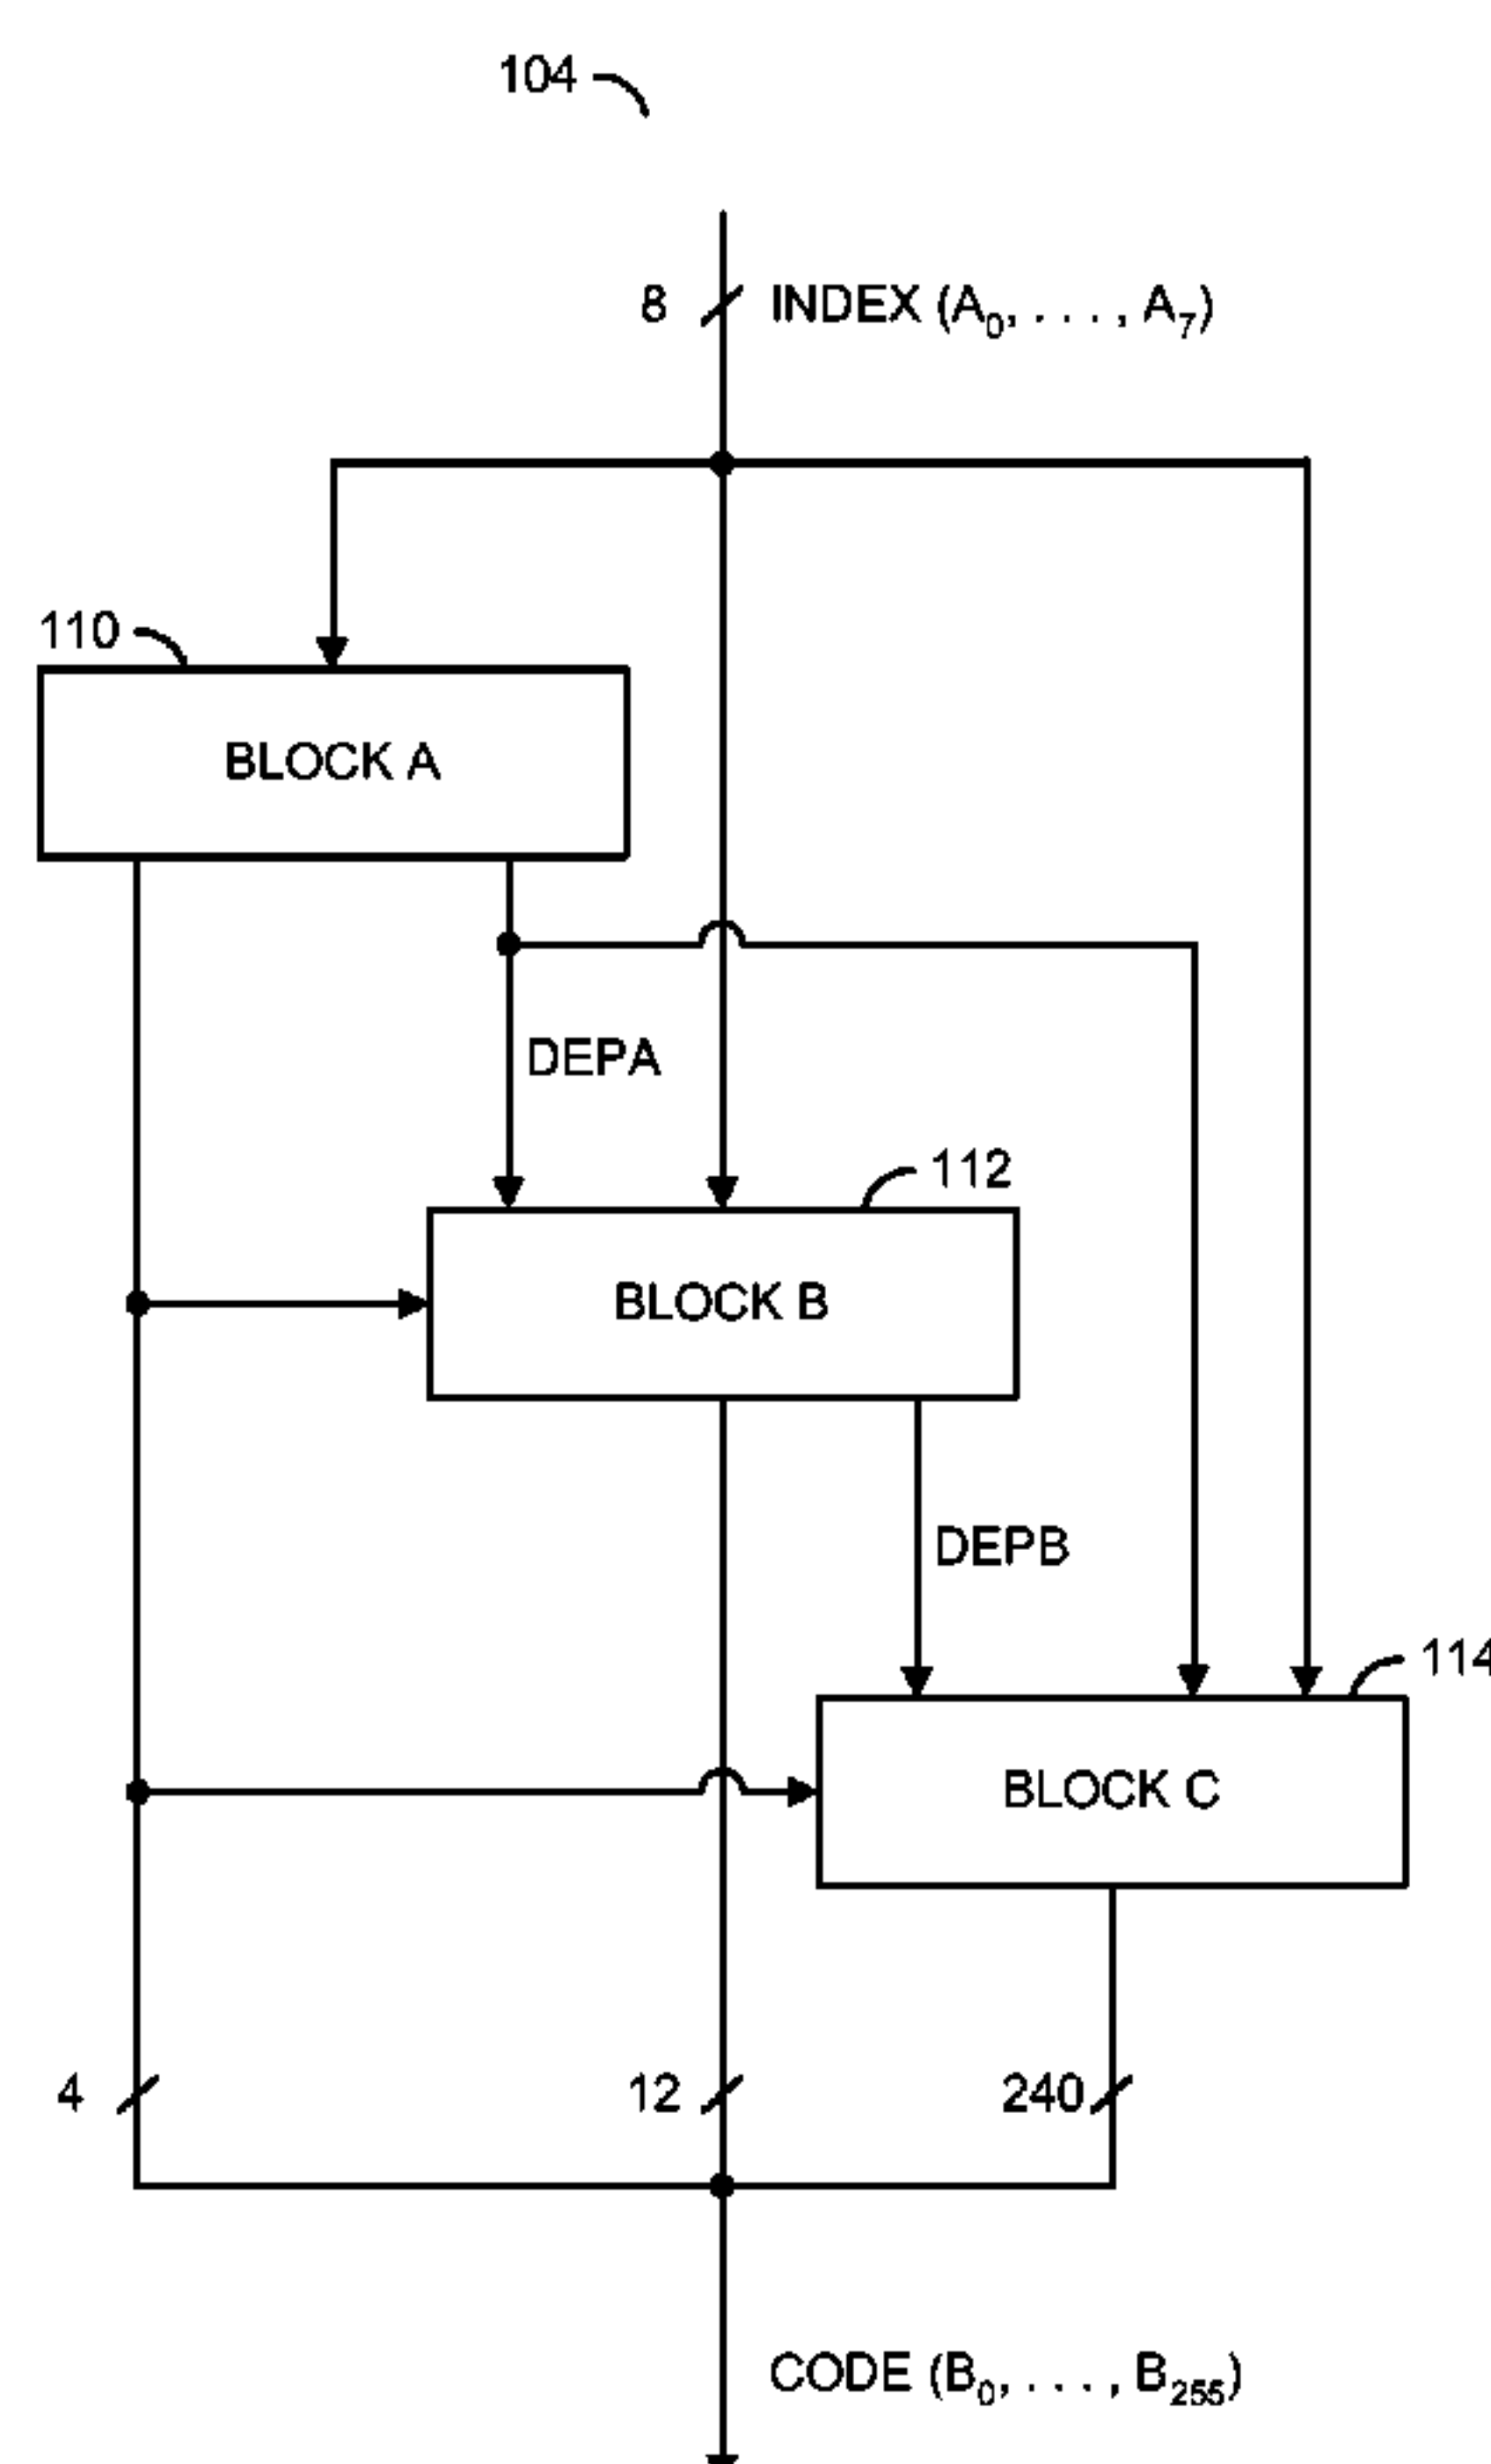 104
8 INDEX (A0, . . . , A7)
110
BLOCK A
DEPA
112
BLOCK B
DEPB
114
BLOCK C
4 12 240
CODE (B0, . . . , B255)